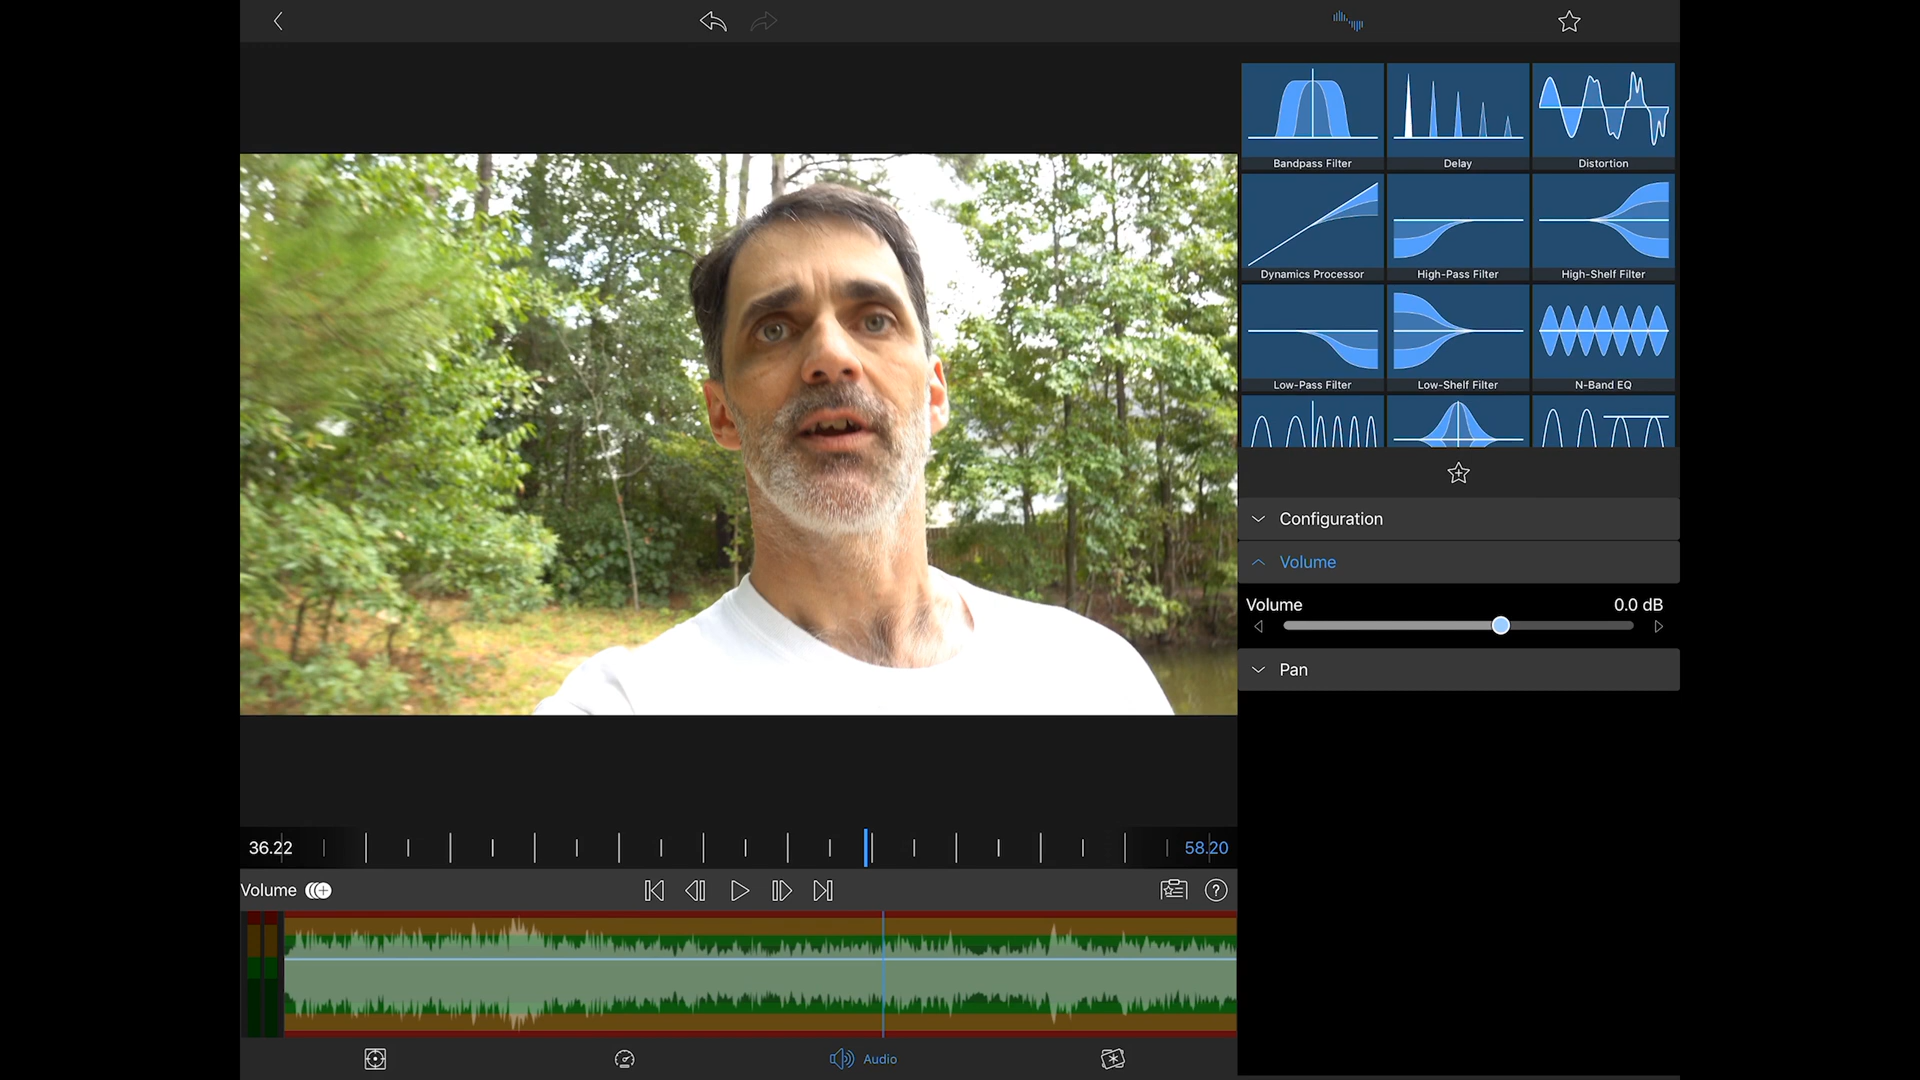 Bandpass Filter
Delay
Distortion
Dynamics Processor
High-Pass Filter
High-Shelf Filter
Low-Pass Filter
Low-Shelf Filter
N-Band EQ
Configuration
Volume
Volume
0.0 dB
Pan
36.22
58.20
Volume
Audio